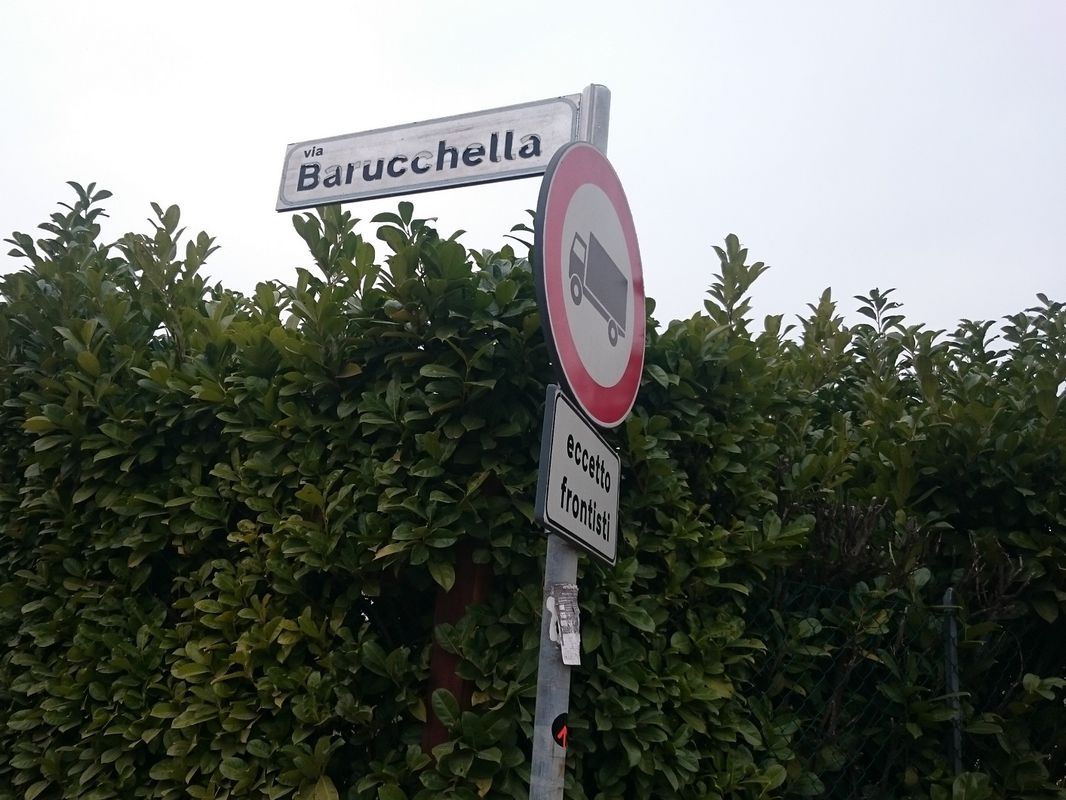 via
Barucchella
eccetto
frontisti